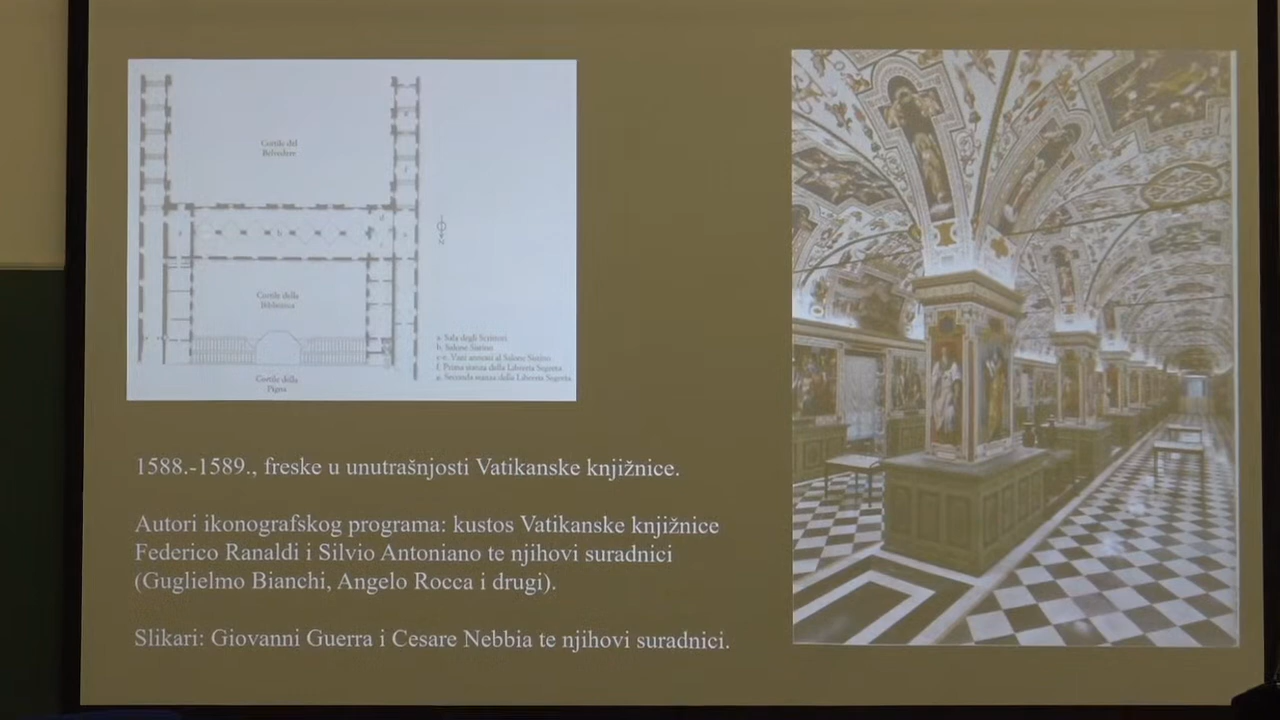 Cortile del
Belvedere
Cortile della
Biblioteca
Cortile della
Pigna
N
a. Sala degli Scrittori
b. Salone Sistino
c-e. Vani annessi al Salone Sistino
f. Prima stanza della Libreria Segreta
g. Seconda stanza della Libreria Segreta
1588.-1589., freske u unutrašnjosti Vatikanske knjižnice.
Autori ikonografskog programa: kustos Vatikanske knjižnice
Federico Ranaldi i Silvio Antoniano te njihovi suradnici
(Guglielmo Bianchi, Angelo Rocca i drugi).
Slikari: Giovanni Guerra i Cesare Nebbia te njihovi suradnici.